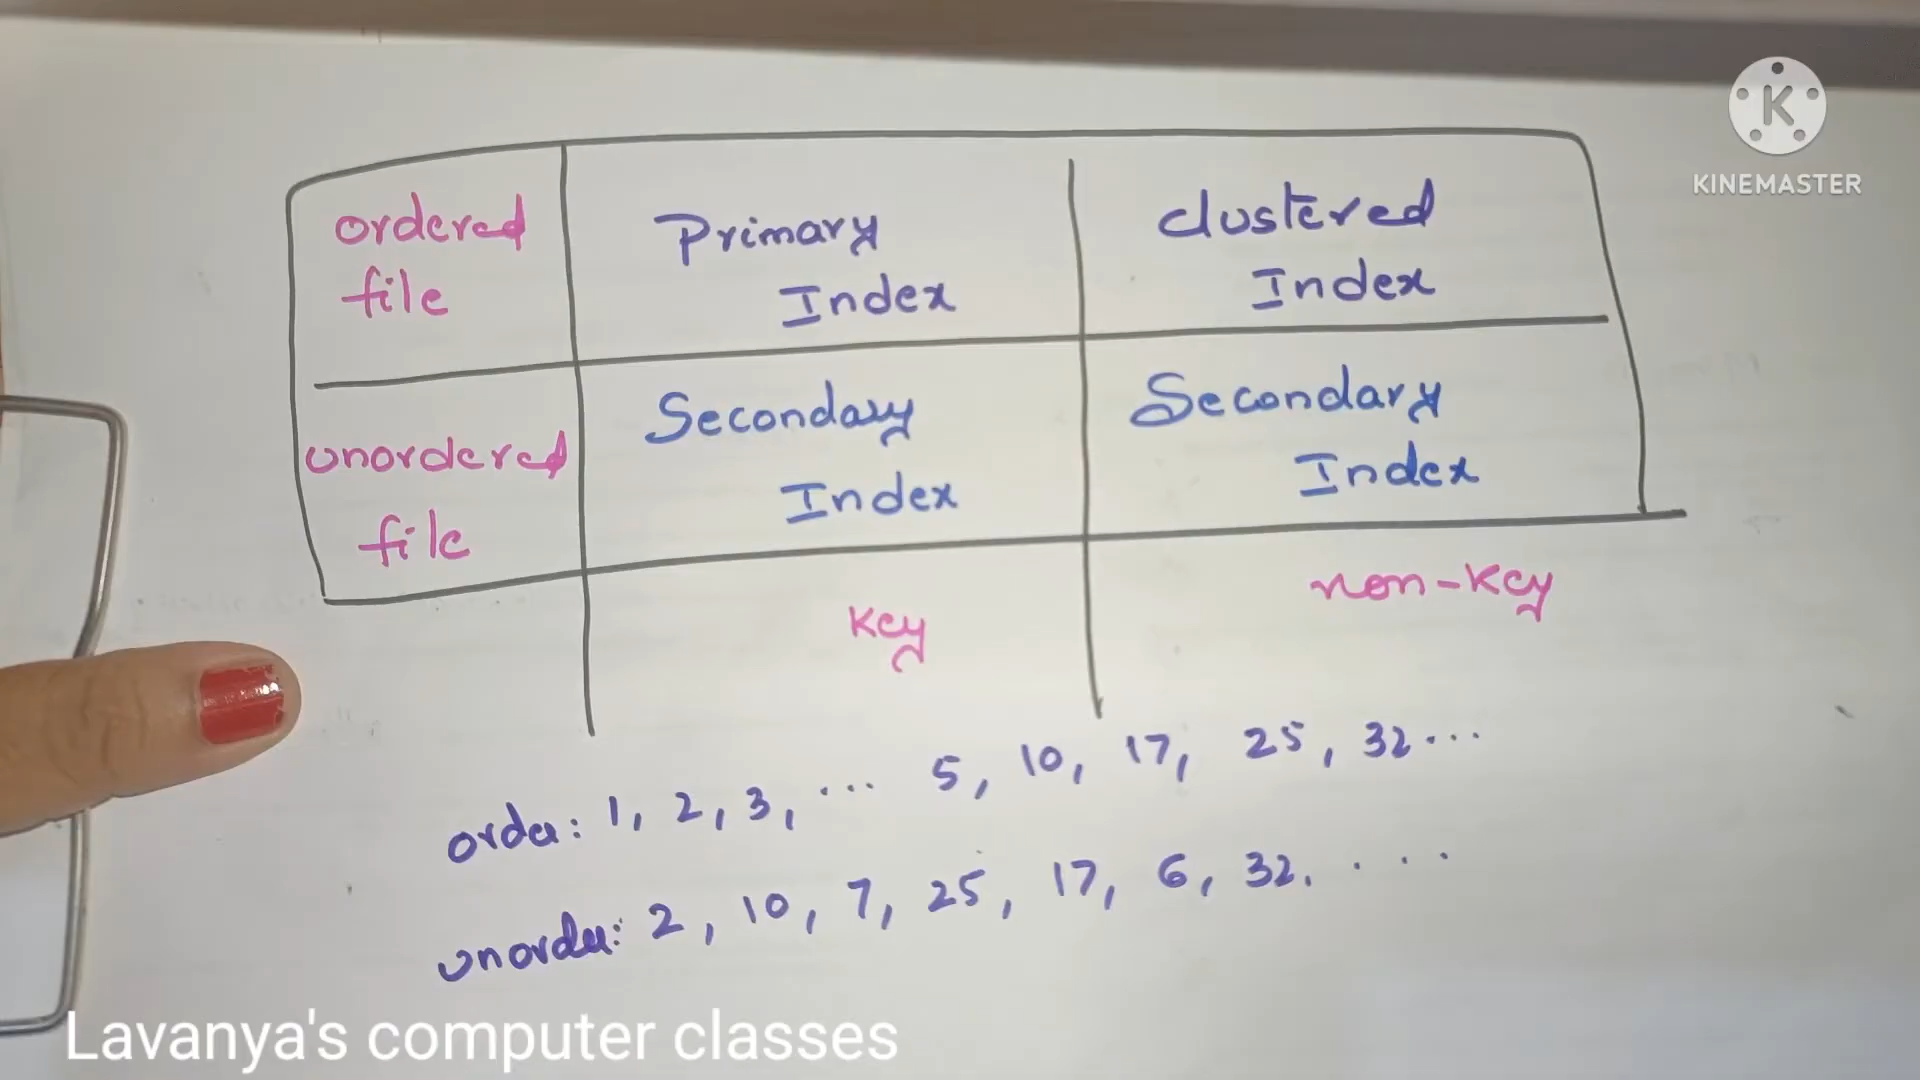 KINEMASTER
ordered file
Primary Index
clustered Index
unordered file
Secondary Index
Secondary Index
Key
non-key
order: 1, 2, 3, ... 5, 10, 17, 25, 32...
unorder: 2, 10, 7, 25, 17, 6, 32. . . .
Lavanya's computer classes